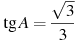 tgA = √3/3